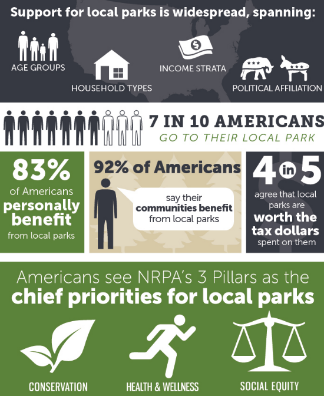 Support for local parks is widespread, spanning:
AGE GROUPS
HOUSEHOLD TYPES
INCOME STRATA
$
POLITICAL AFFILIATION
7 IN 10 AMERICANS
GO TO THEIR LOCAL PARK
83%
of Americans
personally
benefit
from local parks
92% of Americans
say their
communities benefit
from local parks
4 in 5
agree that local
parks are
worth the
tax dollars
spent on them
Americans see NRPA's 3 Pillars as the
chief priorities for local parks
CONSERVATION
HEALTH & WELLNESS
SOCIAL EQUITY